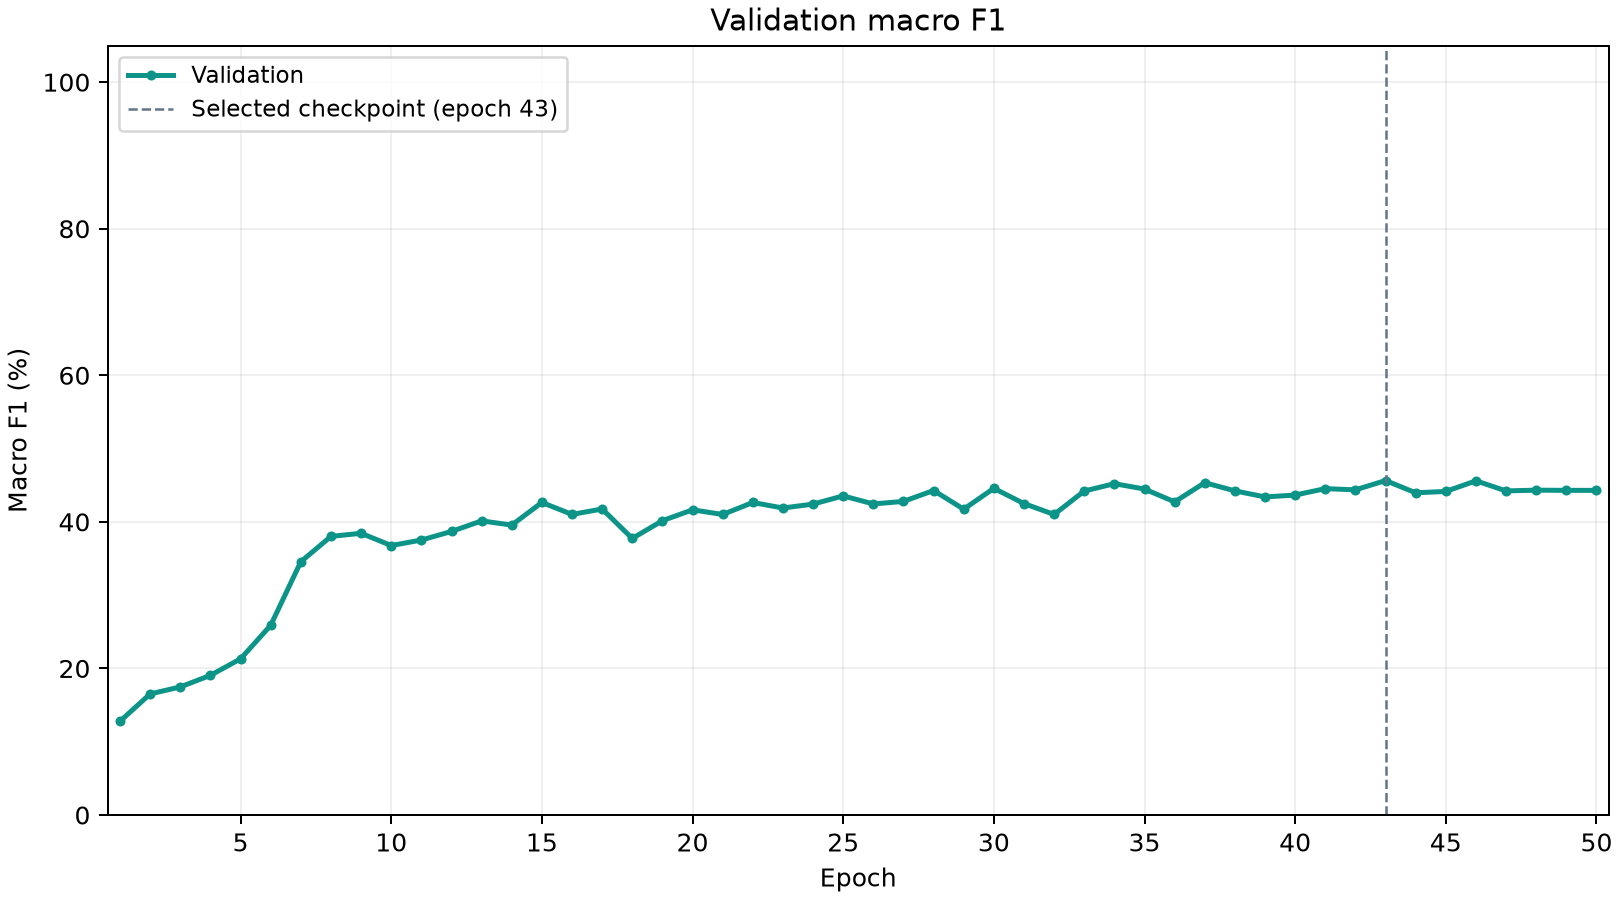 Validation macro F1
Validation
Selected checkpoint (epoch 43)
100
80
60
40
20
0
Macro F1 (%)
5 10 15 20 25 30 35 40 45 50
Epoch